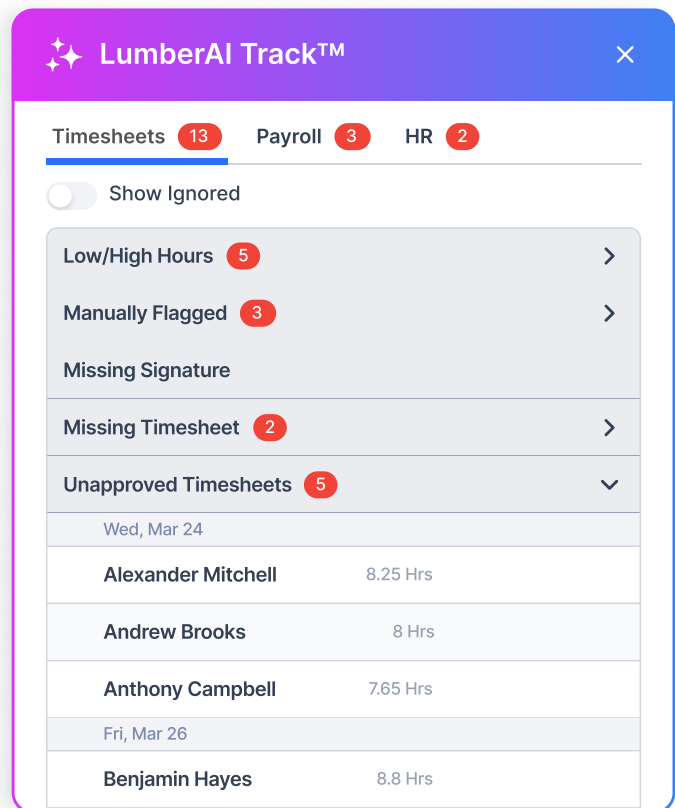 LumberAI Track™
Timesheets 13 Payroll 3 HR 2
Show Ignored
Low/High Hours 5
Manually Flagged 3
Missing Signature
Missing Timesheet 2
Unapproved Timesheets 5
Wed, Mar 24
Alexander Mitchell 8.25 Hrs
Andrew Brooks 8 Hrs
Anthony Campbell 7.65 Hrs
Fri, Mar 26
Benjamin Hayes 8.8 Hrs